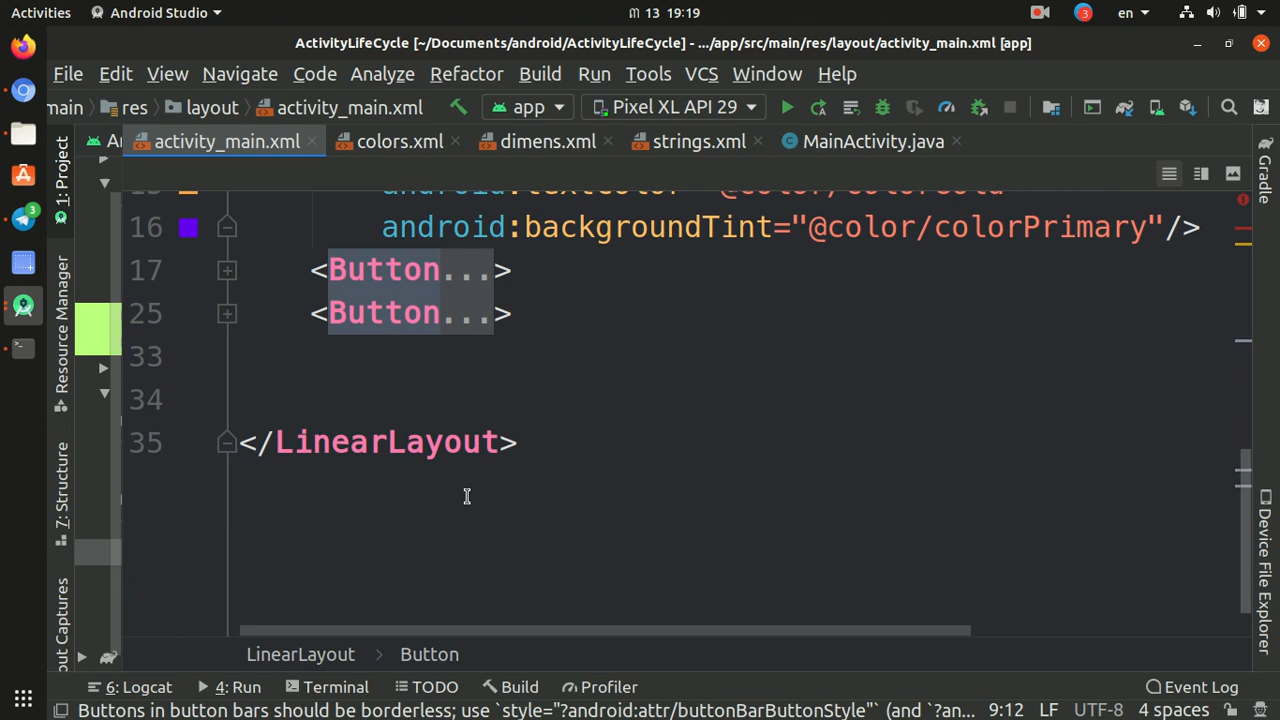 Activities Android Studio ጦ 13 19:19 3 en
ActivityLifeCycle [~/Documents/android/ActivityLifeCycle] - .../app/src/main/res/layout/activity_main.xml [app]
File Edit View Navigate Code Analyze Refactor Build Run Tools VCS Window Help
main res layout activity_main.xml app Pixel XL API 29
activity_main.xml colors.xml dimens.xml strings.xml MainActivity.java
1: Project
Resource Manager
7: Structure
out Captures
Gradle
Device File Explorer
16 android:backgroundTint="@color/colorPrimary"/>
17 <Button...>
25 <Button...>
33
34
35 </LinearLayout>
LinearLayout > Button
6: Logcat 4: Run Terminal TODO Build Profiler Event Log
Buttons in button bars should be borderless; use `style="?android:attr/buttonBarButtonStyle"` (and `?an... 9:12 LF UTF-8 4 spaces